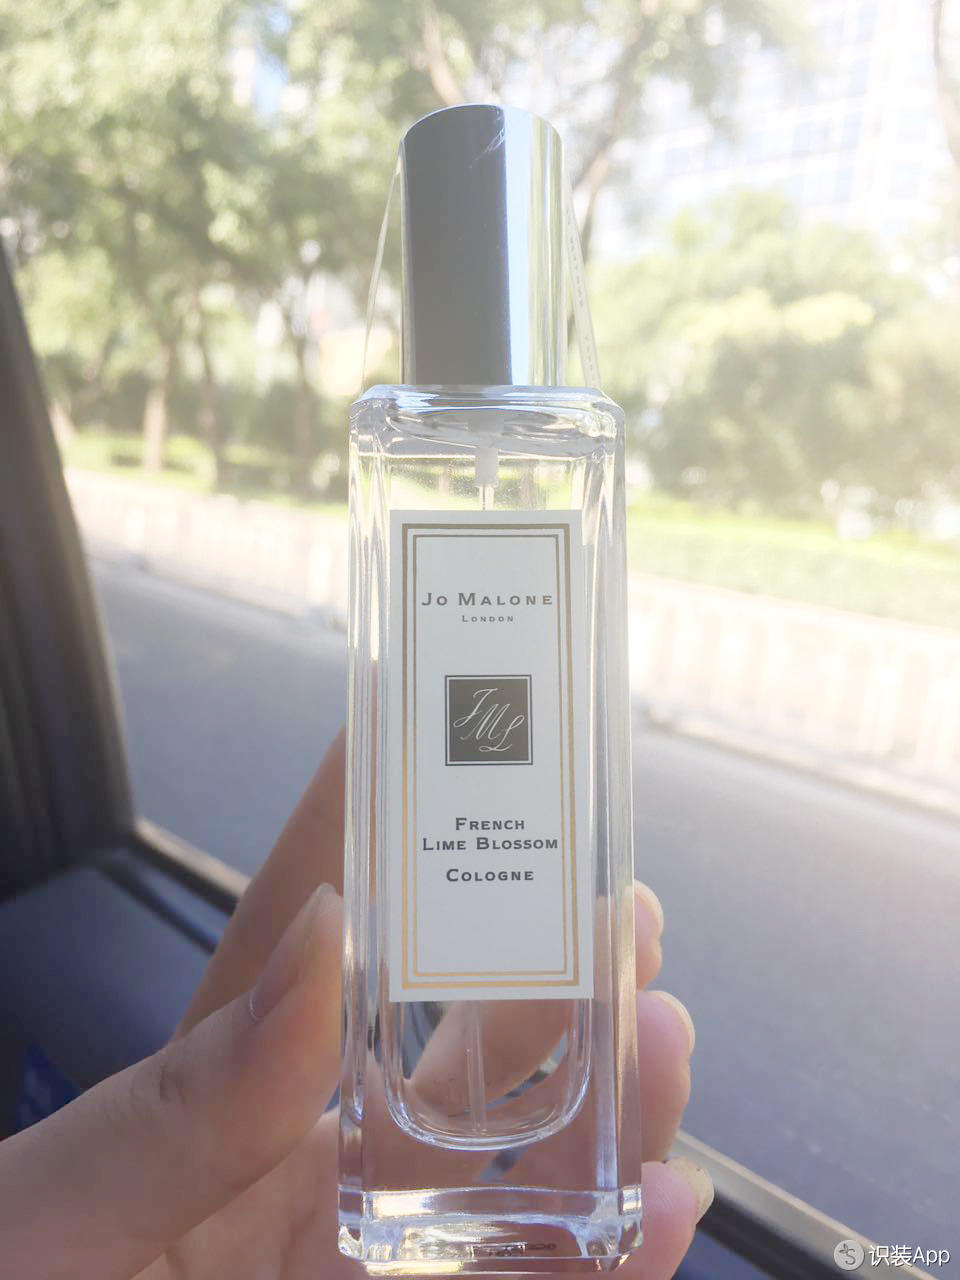 Jo Malone
London
JML
French
Lime Blossom
Cologne
识装App